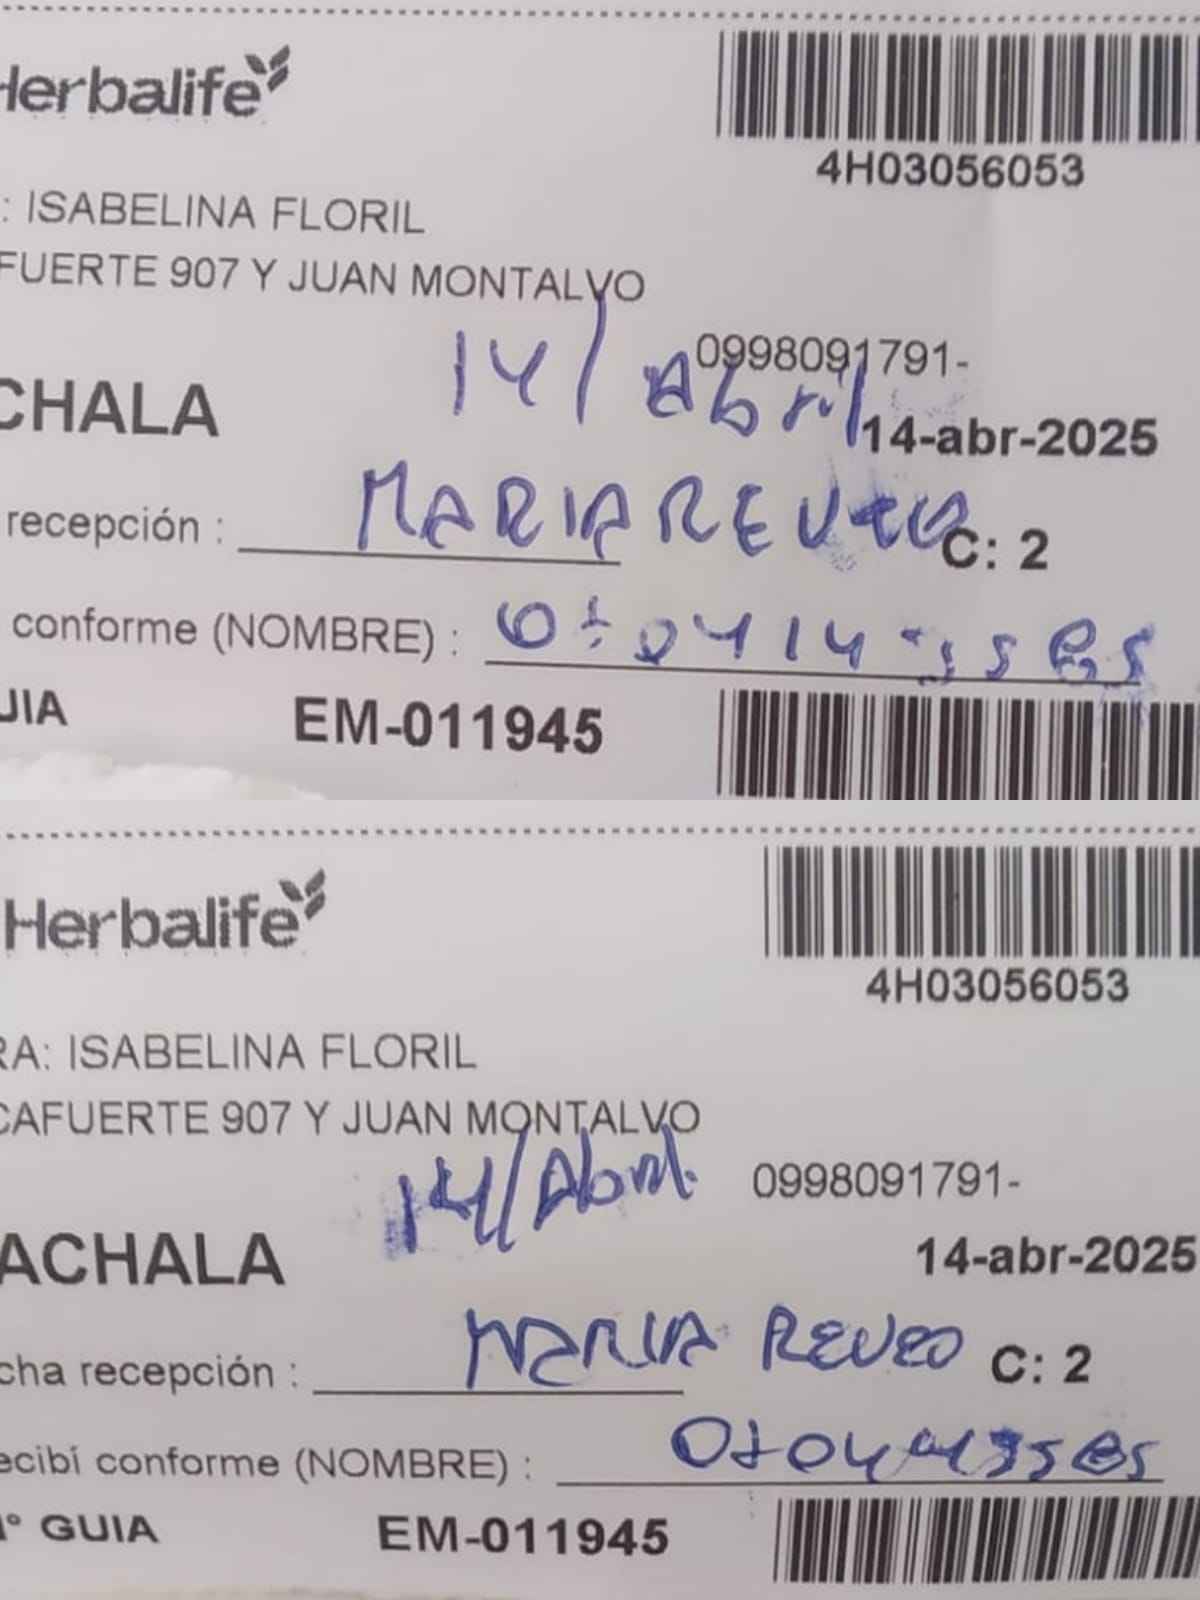 Herbalife
4H03056053
: ISABELINA FLORIL
FUERTE 907 Y JUAN MONTALVO
14/ Abril
0998091791-
CHALA
14-abr-2025
recepción : MARIA
C: 2
conforme (NOMBRE) :
UIA EM-011945
Herbalife
4H03056053
RA: ISABELINA FLORIL
CAFUERTE 907 Y JUAN MONTALVO
14/Abril.
0998091791-
ACHALA
14-abr-2025
cha recepción : MARIA
C: 2
ecibí conforme (NOMBRE) :
N° GUIA EM-011945